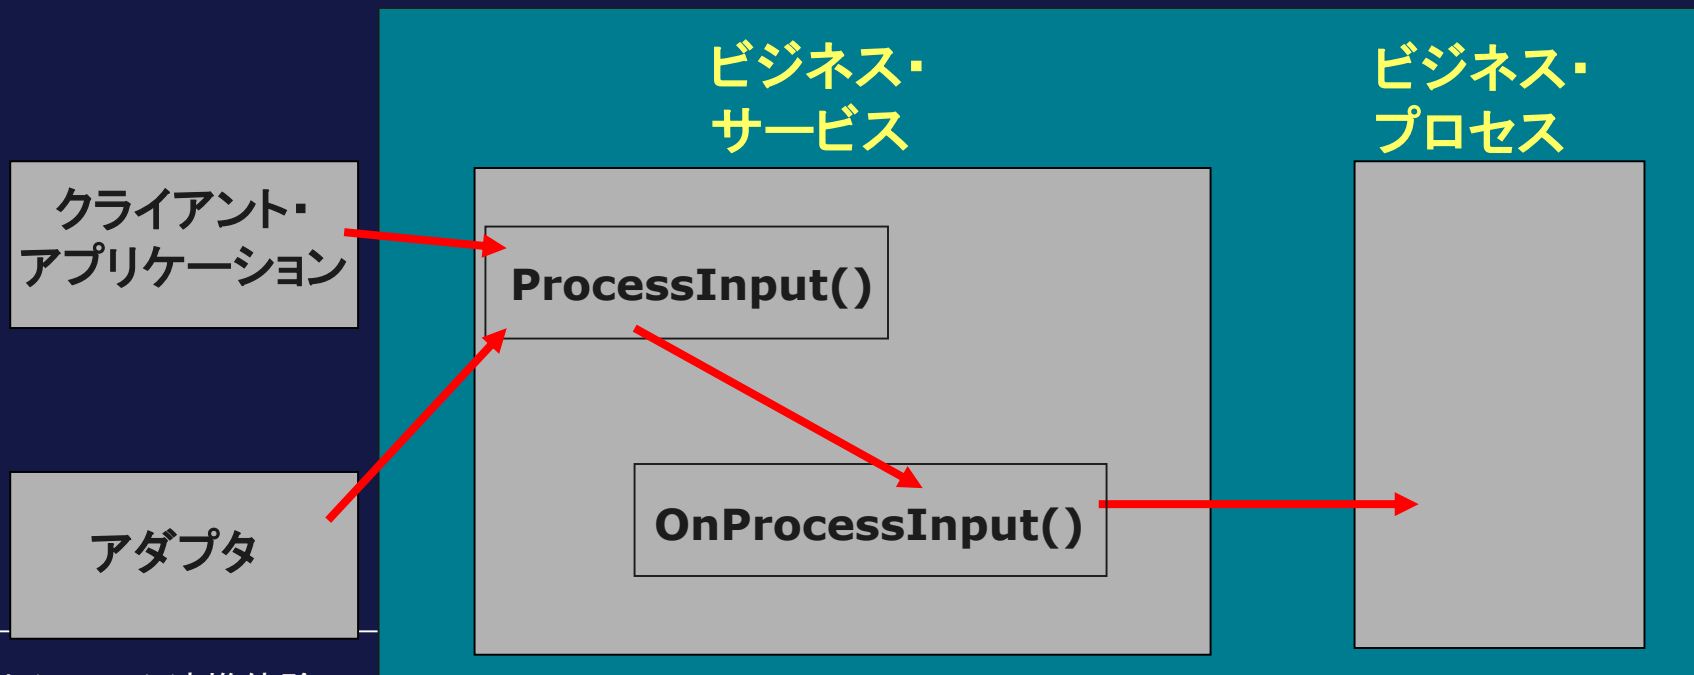 ビジネス・
サービス
ビジネス・
プロセス
クライアント・
アプリケーション
ProcessInput()
アダプタ
OnProcessInput()